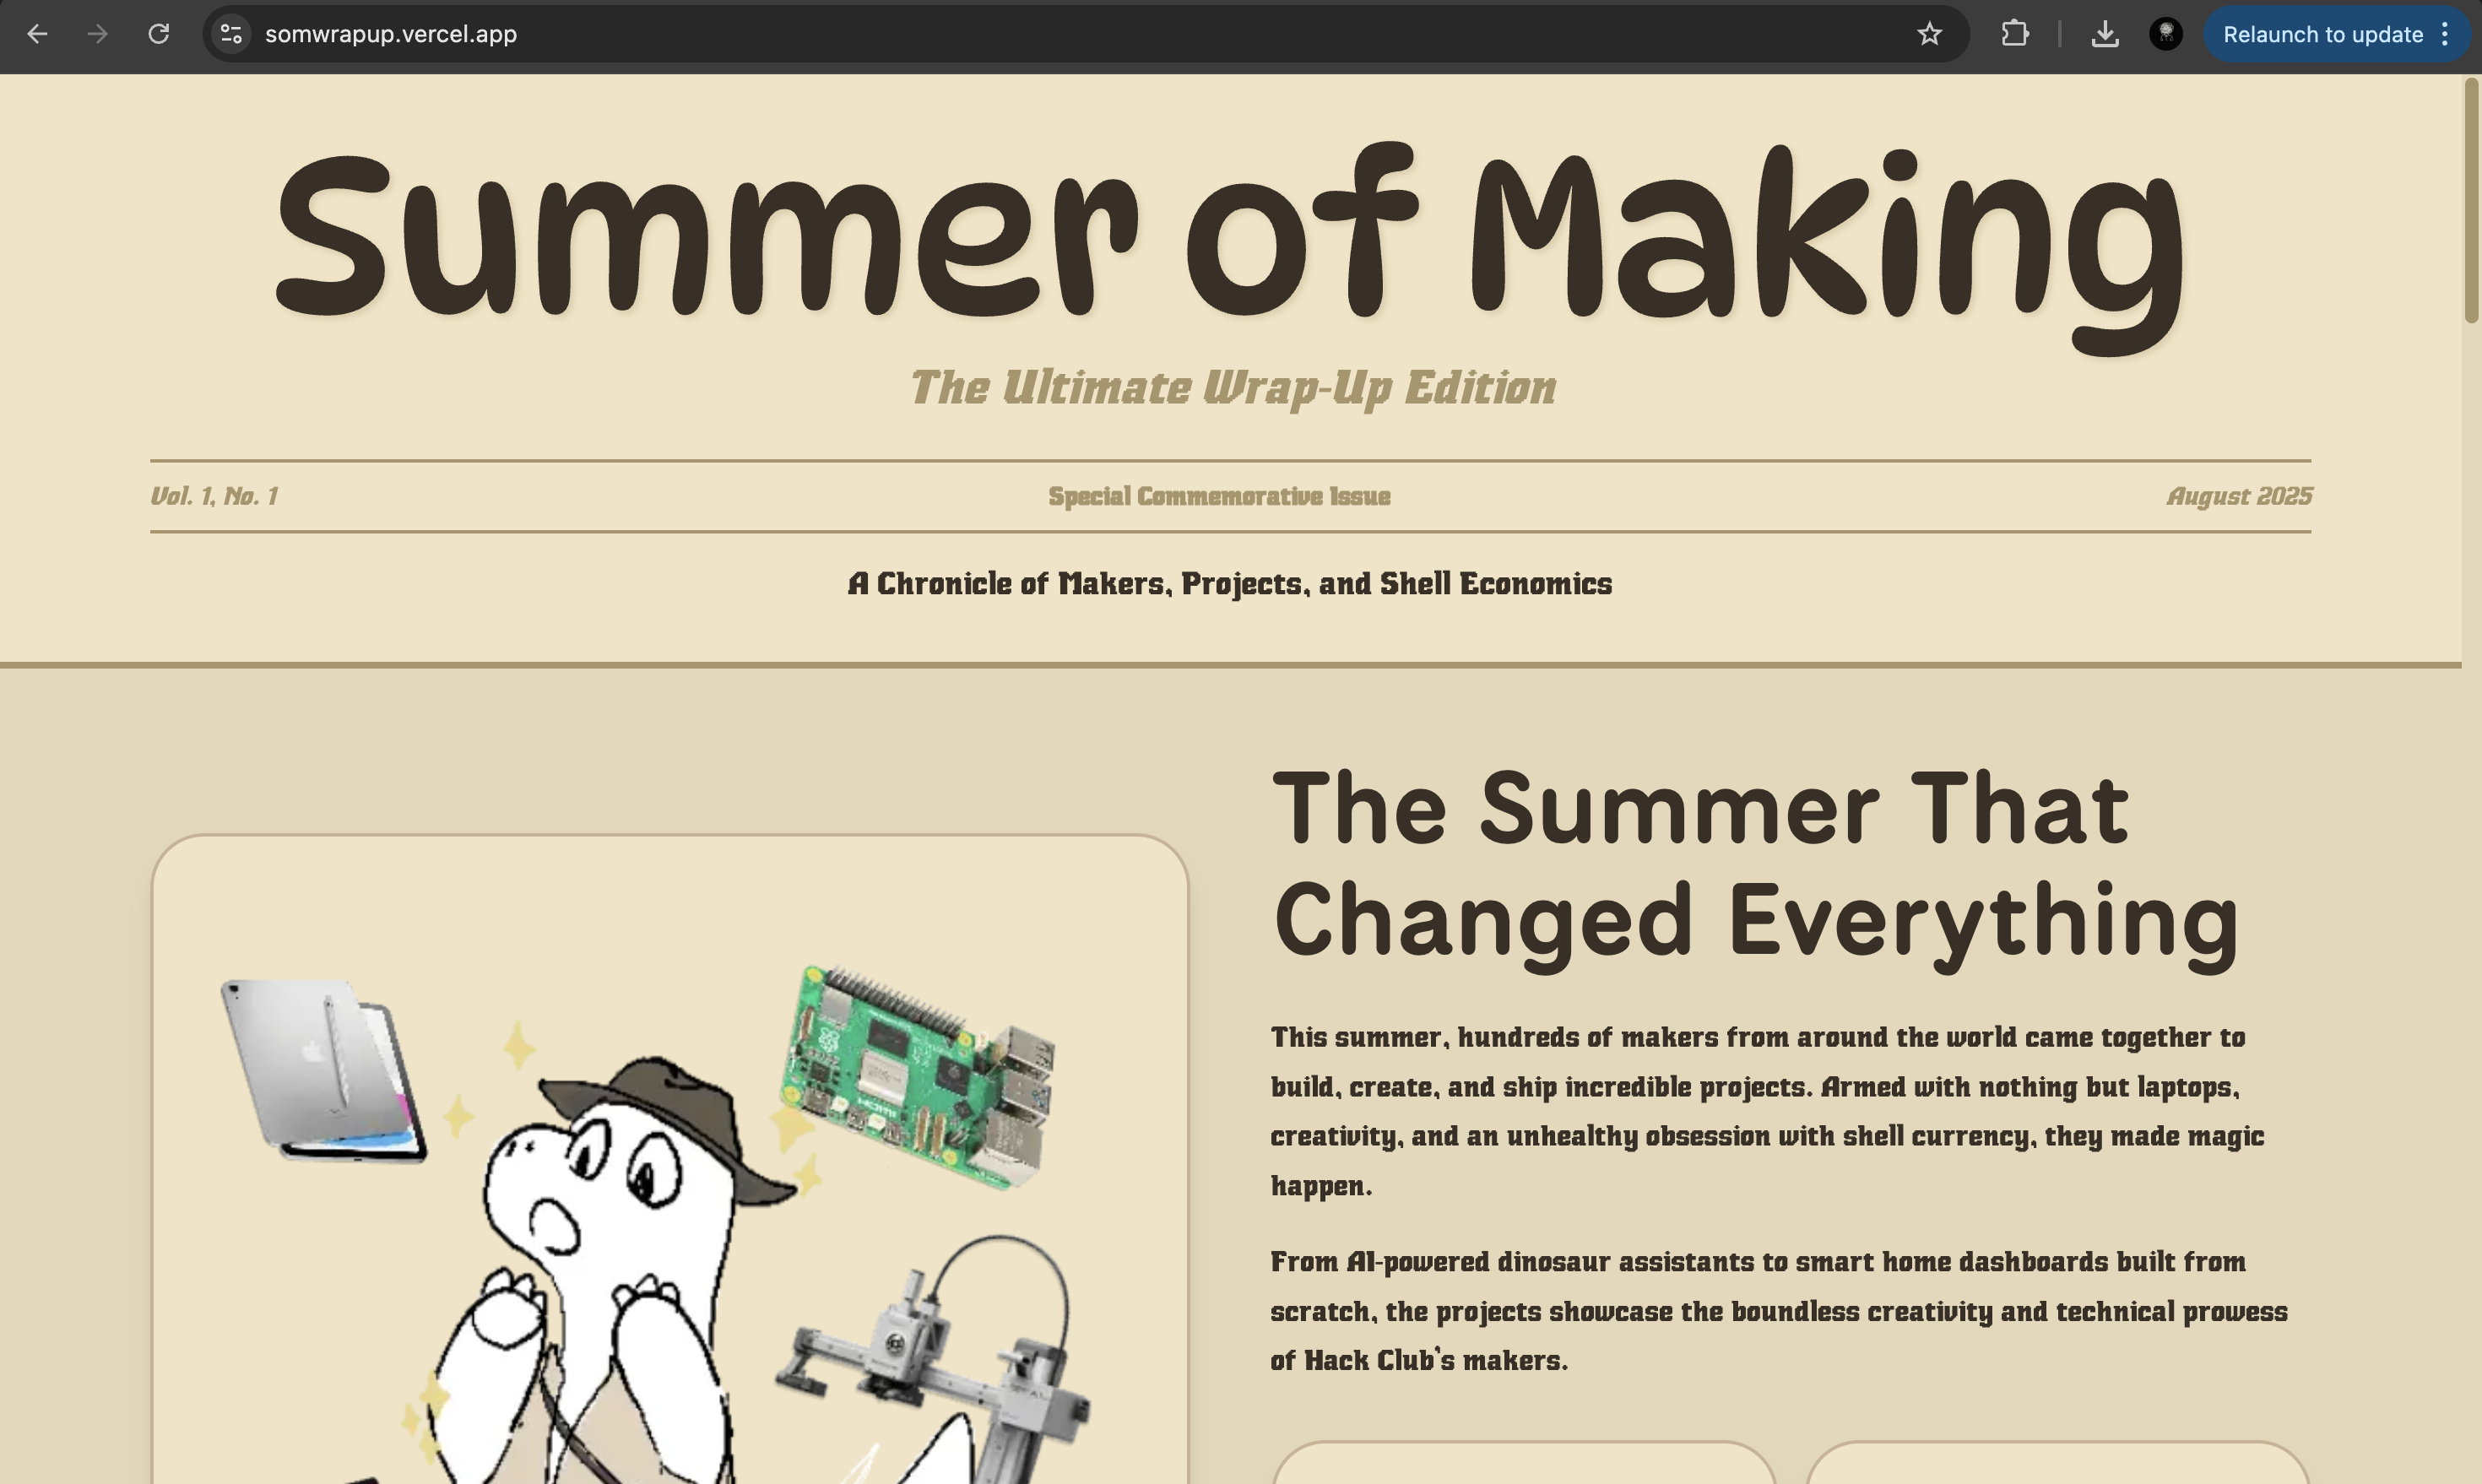 somwrapup.vercel.app
Relaunch to update
Summer of Making
The Ultimate Wrap-Up Edition
Vol. 1, No. 1
Special Commemorative Issue
August 2025
A Chronicle of Makers, Projects, and Shell Economics
The Summer That
Changed Everything
This summer, hundreds of makers from around the world came together to
build, create, and ship incredible projects. Armed with nothing but laptops,
creativity, and an unhealthy obsession with shell currency, they made magic
happen.
From AI-powered dinosaur assistants to smart home dashboards built from
scratch, the projects showcase the boundless creativity and technical prowess
of Hack Club's makers.
HDMI